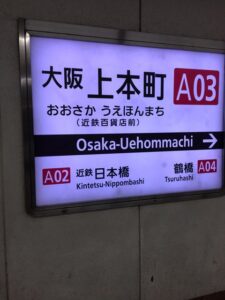 大阪 上本町 A03
おおさか うえほんまち
(近鉄百貨店前)
Osaka-Uehommachi →
A02 近鉄日本橋 鶴橋 A04
Kintetsu-Nippombashi Tsuruhashi